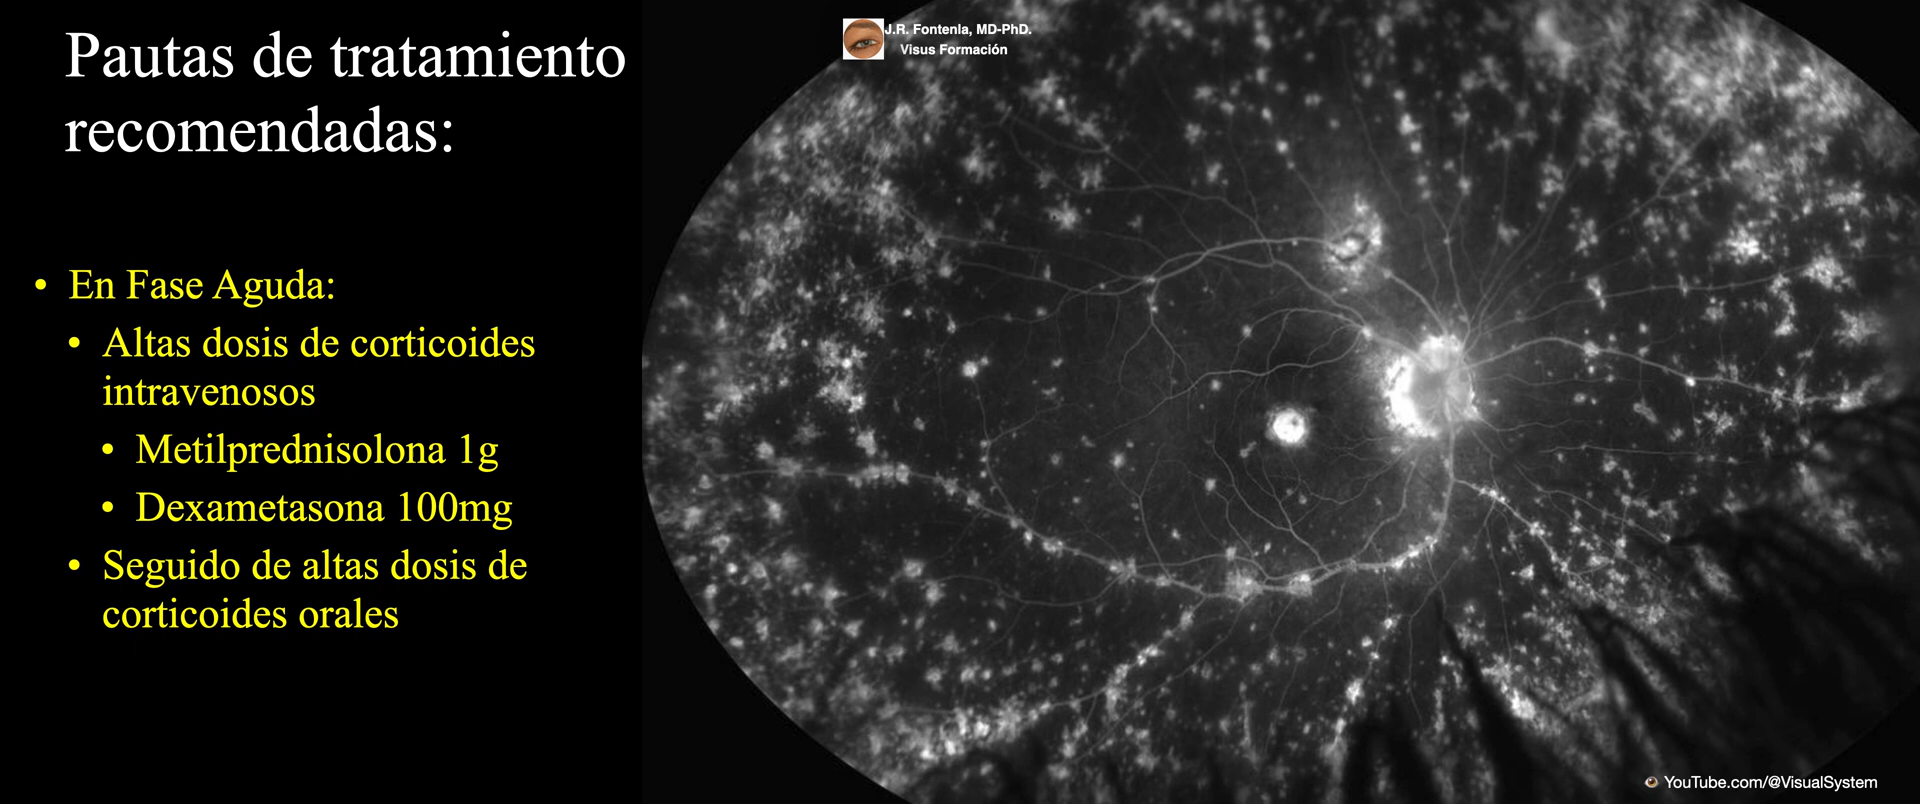 Pautas de tratamiento
recomendadas:
• En Fase Aguda:
• Altas dosis de corticoides
intravenosos
• Metilprednisolona 1g
• Dexametasona 100mg
• Seguido de altas dosis de
corticoides orales
J.R. Fontenla, MD-PhD.
Visus Formación
YouTube.com/@VisualSystem